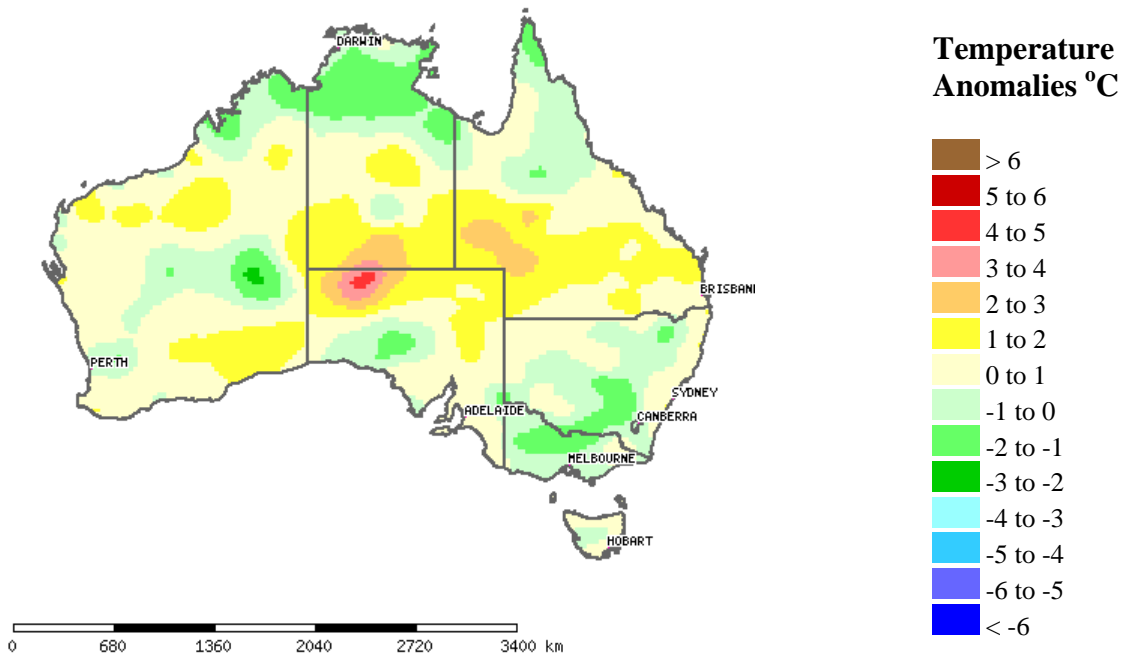 DARWIN
BRISBANI
PERTH
SYDNEY
ADELAIDE
CANBERRA
MELBOURNE
HOBART
0 680 1360 2040 2720 3400 km
Temperature
Anomalies °C
> 6
5 to 6
4 to 5
3 to 4
2 to 3
1 to 2
0 to 1
-1 to 0
-2 to -1
-3 to -2
-4 to -3
-5 to -4
-6 to -5
< -6